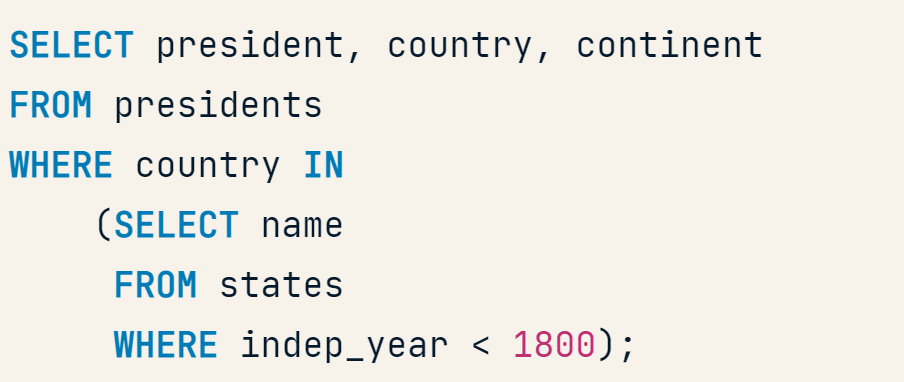 SELECT president, country, continent
FROM presidents
WHERE country IN
    (SELECT name
     FROM states
     WHERE indep_year < 1800);